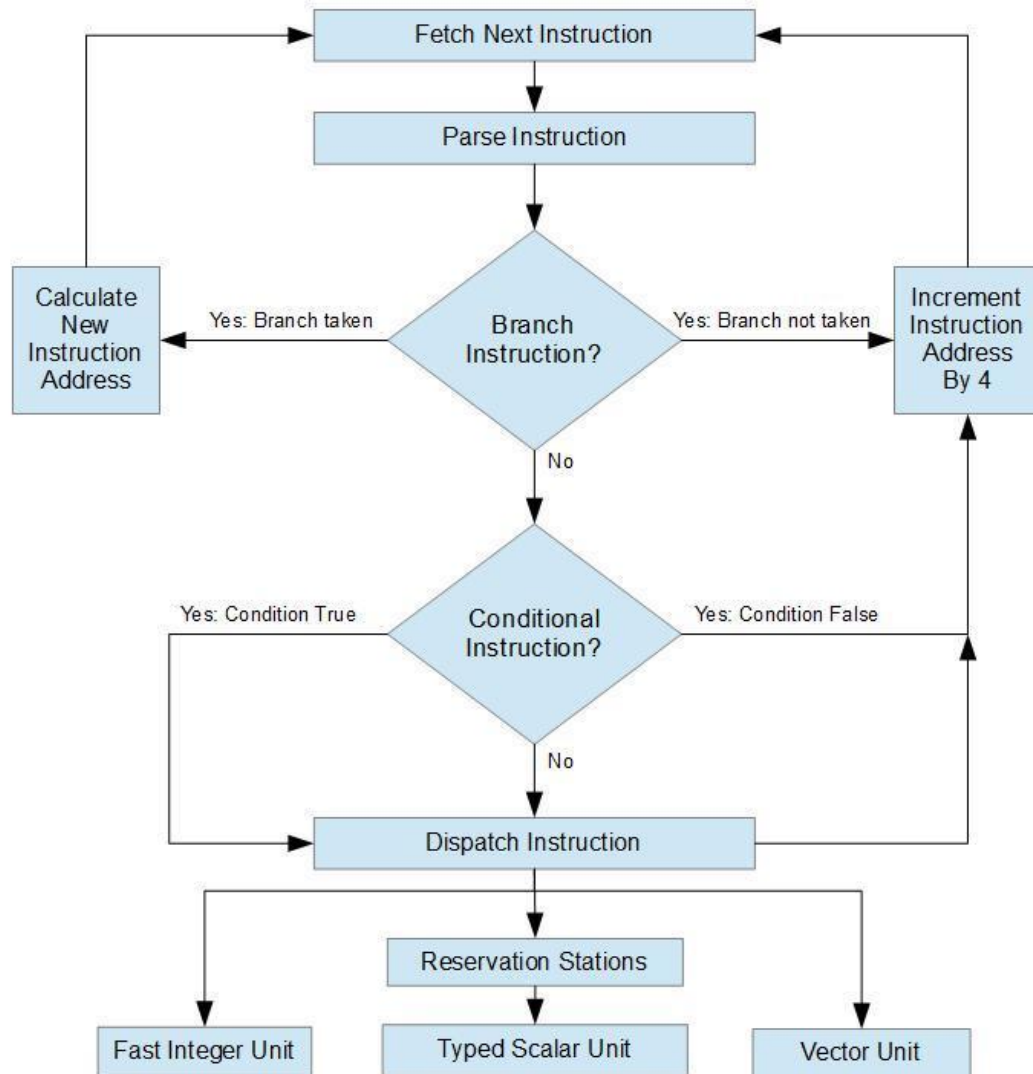 Fetch Next Instruction
Parse Instruction
Calculate
New
Instruction
Address
Yes: Branch taken
Branch
Instruction?
Yes: Branch not taken
Increment
Instruction
Address
By 4
No
Yes: Condition True
Conditional
Instruction?
Yes: Condition False
No
Dispatch Instruction
Reservation Stations
Fast Integer Unit
Typed Scalar Unit
Vector Unit